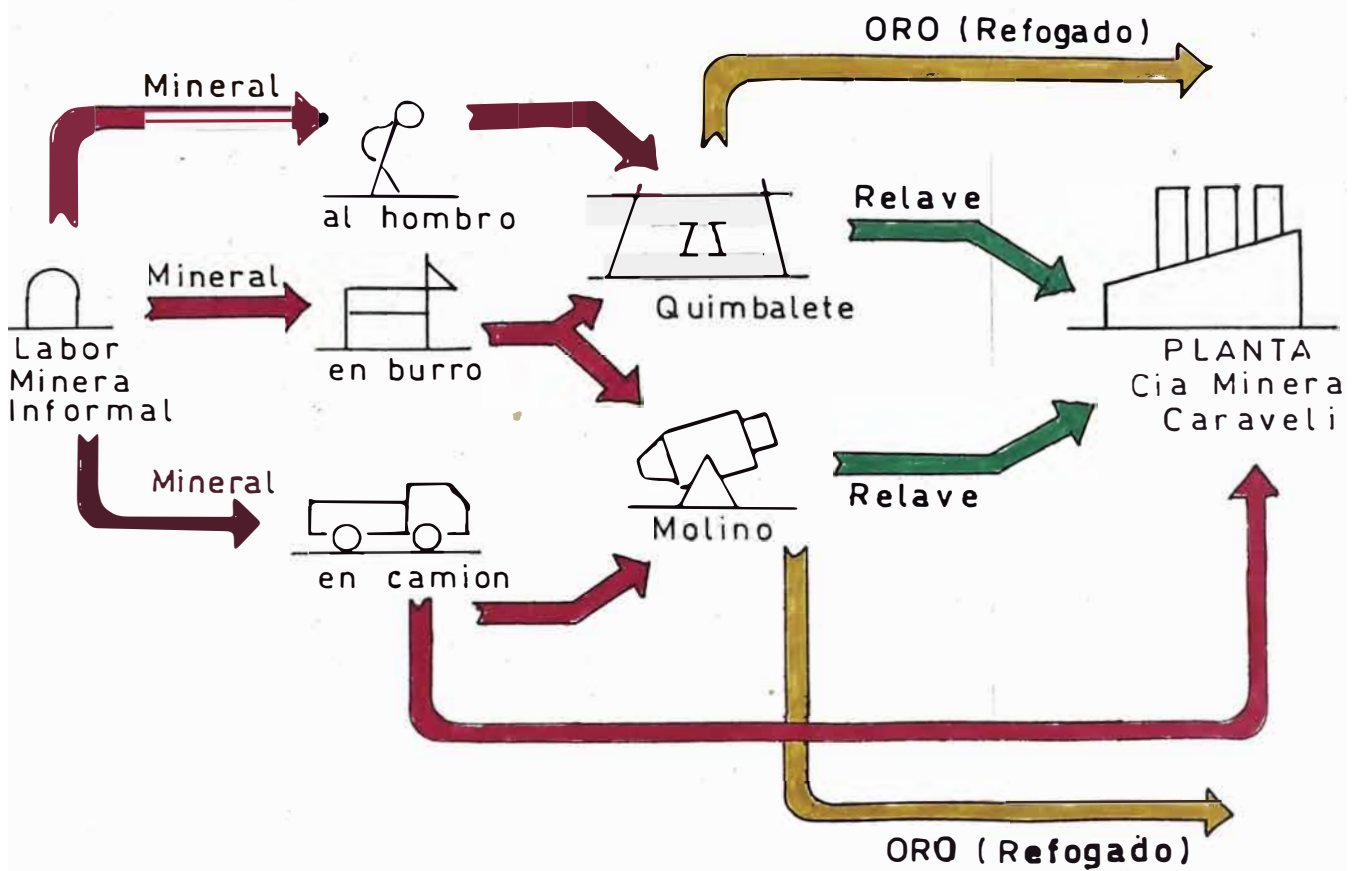 ORO (Refogado)
Mineral
al hombro
Relave
Mineral
Quimbalete
Labor
Minera
Informal
en burro
PLANTA
Cia Minera
Caraveli
Mineral
Relave
Molino
en camion
ORO (Refogado)